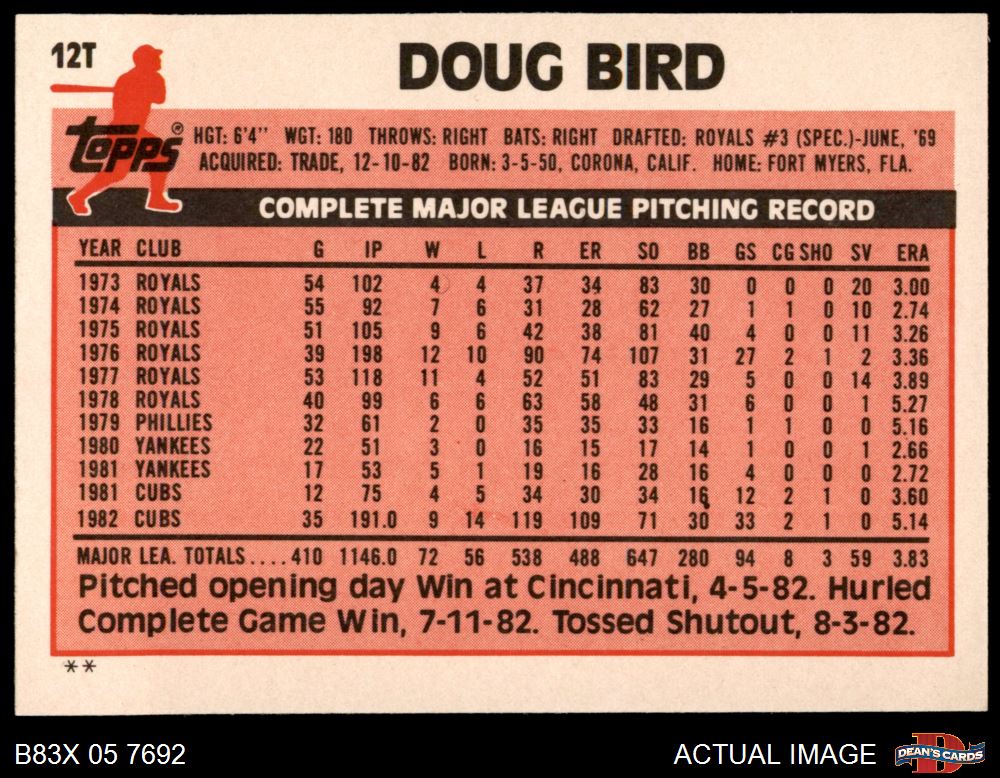 12T
DOUG BIRD
topps®
HGT: 6'4'' WGT: 180 THROWS: RIGHT BATS: RIGHT DRAFTED: ROYALS #3 (SPEC.)-JUNE, '69
ACQUIRED: TRADE, 12-10-82 BORN: 3-5-50, CORONA, CALIF. HOME: FORT MYERS, FLA.
COMPLETE MAJOR LEAGUE PITCHING RECORD
YEAR CLUB G IP W L R ER SO BB GS CG SHO SV ERA
1973 ROYALS 54 102 4 4 37 34 83 30 0 0 0 20 3.00
1974 ROYALS 55 92 7 6 31 28 62 27 1 1 0 10 2.74
1975 ROYALS 51 105 9 6 42 38 81 40 4 0 0 11 3.26
1976 ROYALS 39 198 12 10 90 74 107 31 27 2 1 2 3.36
1977 ROYALS 53 118 11 4 52 51 83 29 5 0 0 14 3.89
1978 ROYALS 40 99 6 6 63 58 48 31 6 0 0 1 5.27
1979 PHILLIES 32 61 2 0 35 35 33 16 1 1 0 0 5.16
1980 YANKEES 22 51 3 0 16 15 17 14 1 0 0 1 2.66
1981 YANKEES 17 53 5 1 19 16 28 16 4 0 0 0 2.72
1981 CUBS 12 75 4 5 34 30 34 16 12 2 1 0 3.60
1982 CUBS 35 191.0 9 14 119 109 71 30 33 2 1 0 5.14
MAJOR LEA. TOTALS....410 1146.0 72 56 538 488 647 280 94 8 3 59 3.83
Pitched opening day Win at Cincinnati, 4-5-82. Hurled
Complete Game Win, 7-11-82. Tossed Shutout, 8-3-82.
**
B83X 05 7692
ACTUAL IMAGE
DEAN'S CARDS